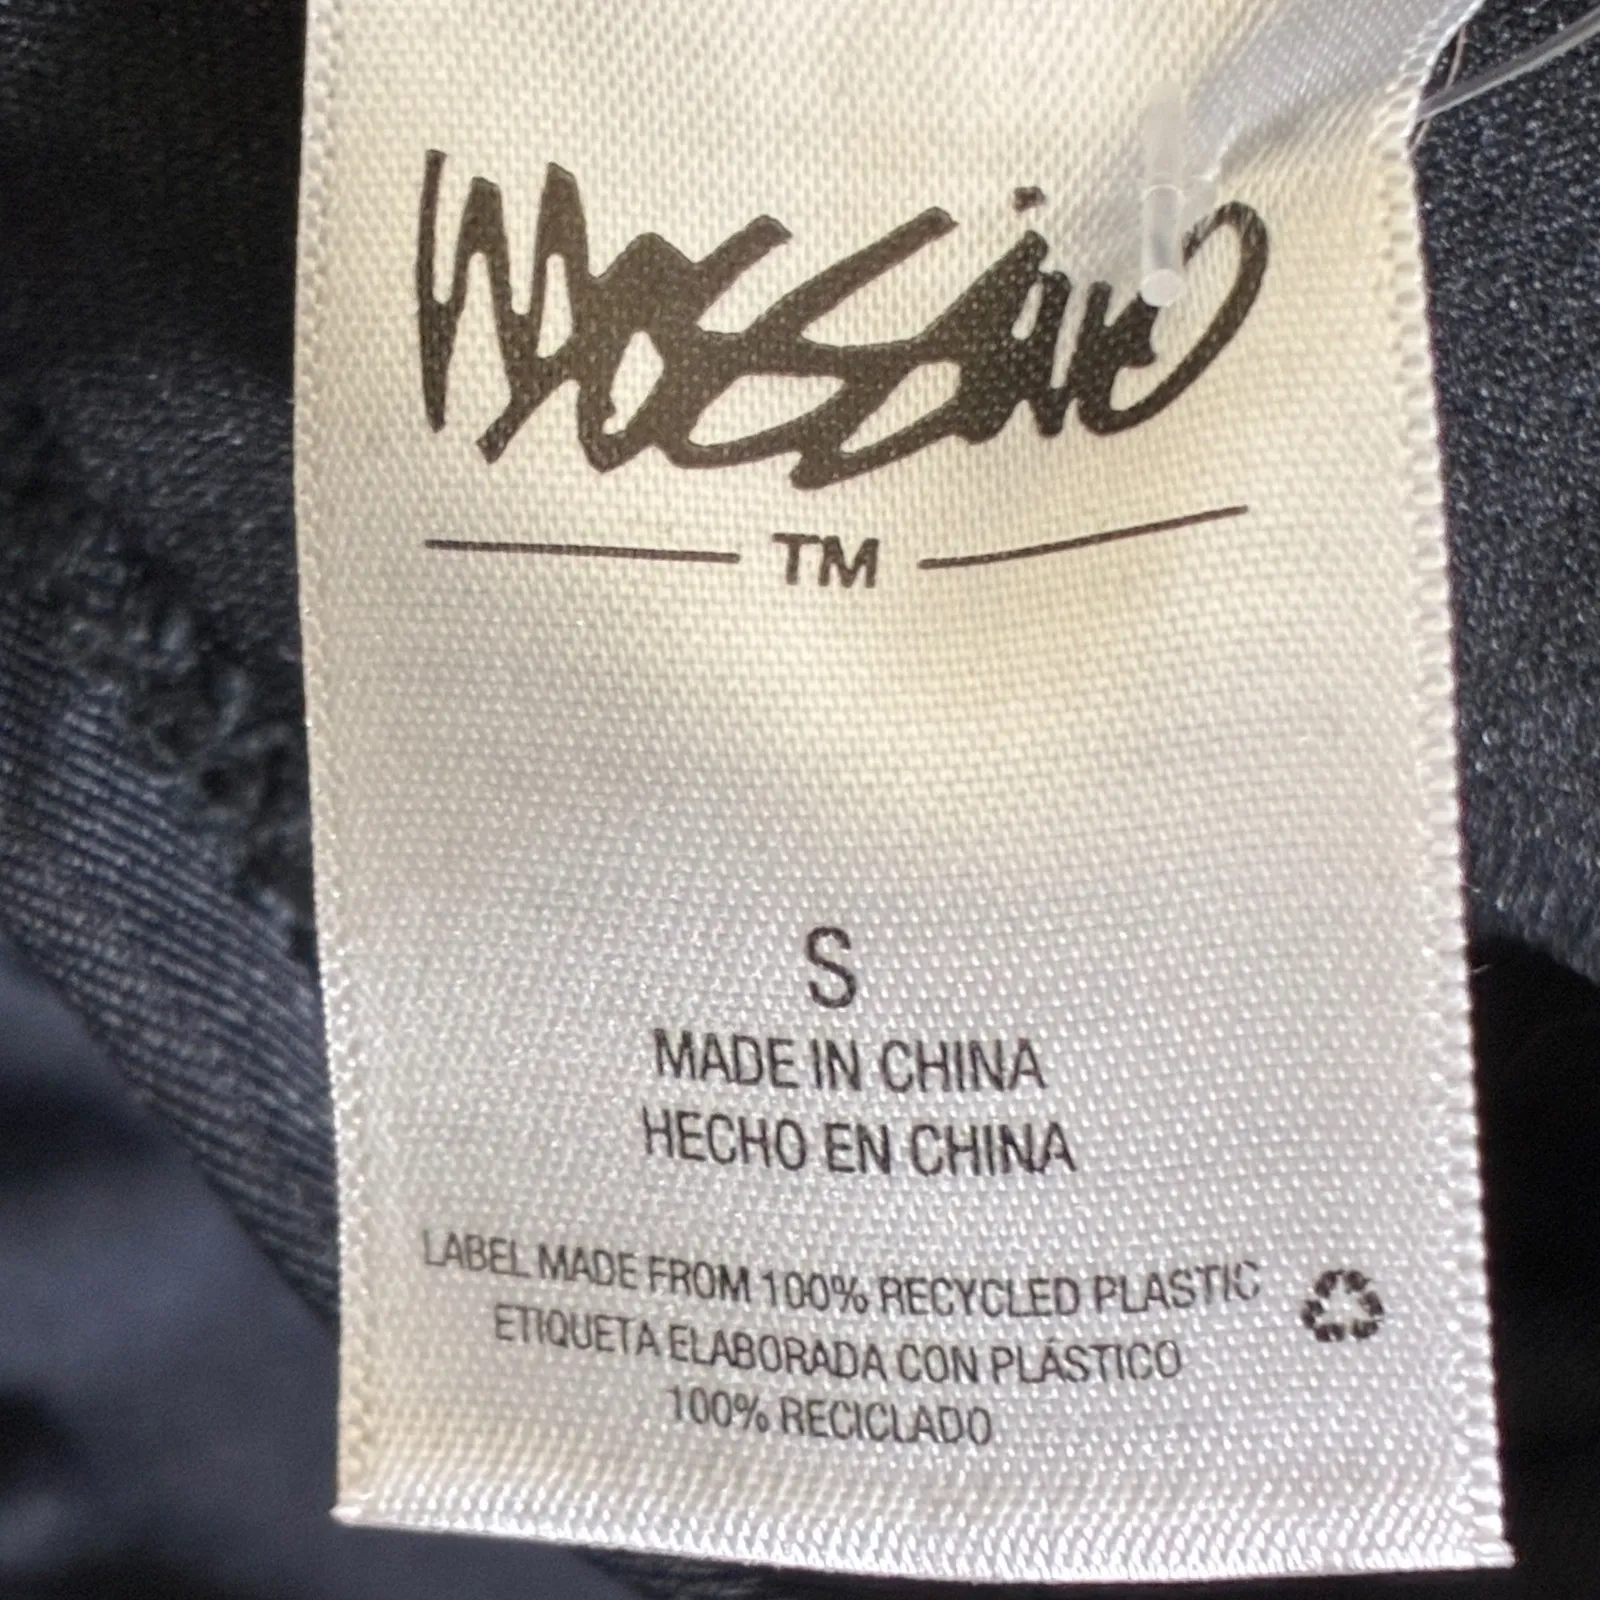 Mossimo
TM
S
MADE IN CHINA
HECHO EN CHINA
LABEL MADE FROM 100% RECYCLED PLASTIC
ETIQUETA ELABORADA CON PLÁSTICO
100% RECICLADO